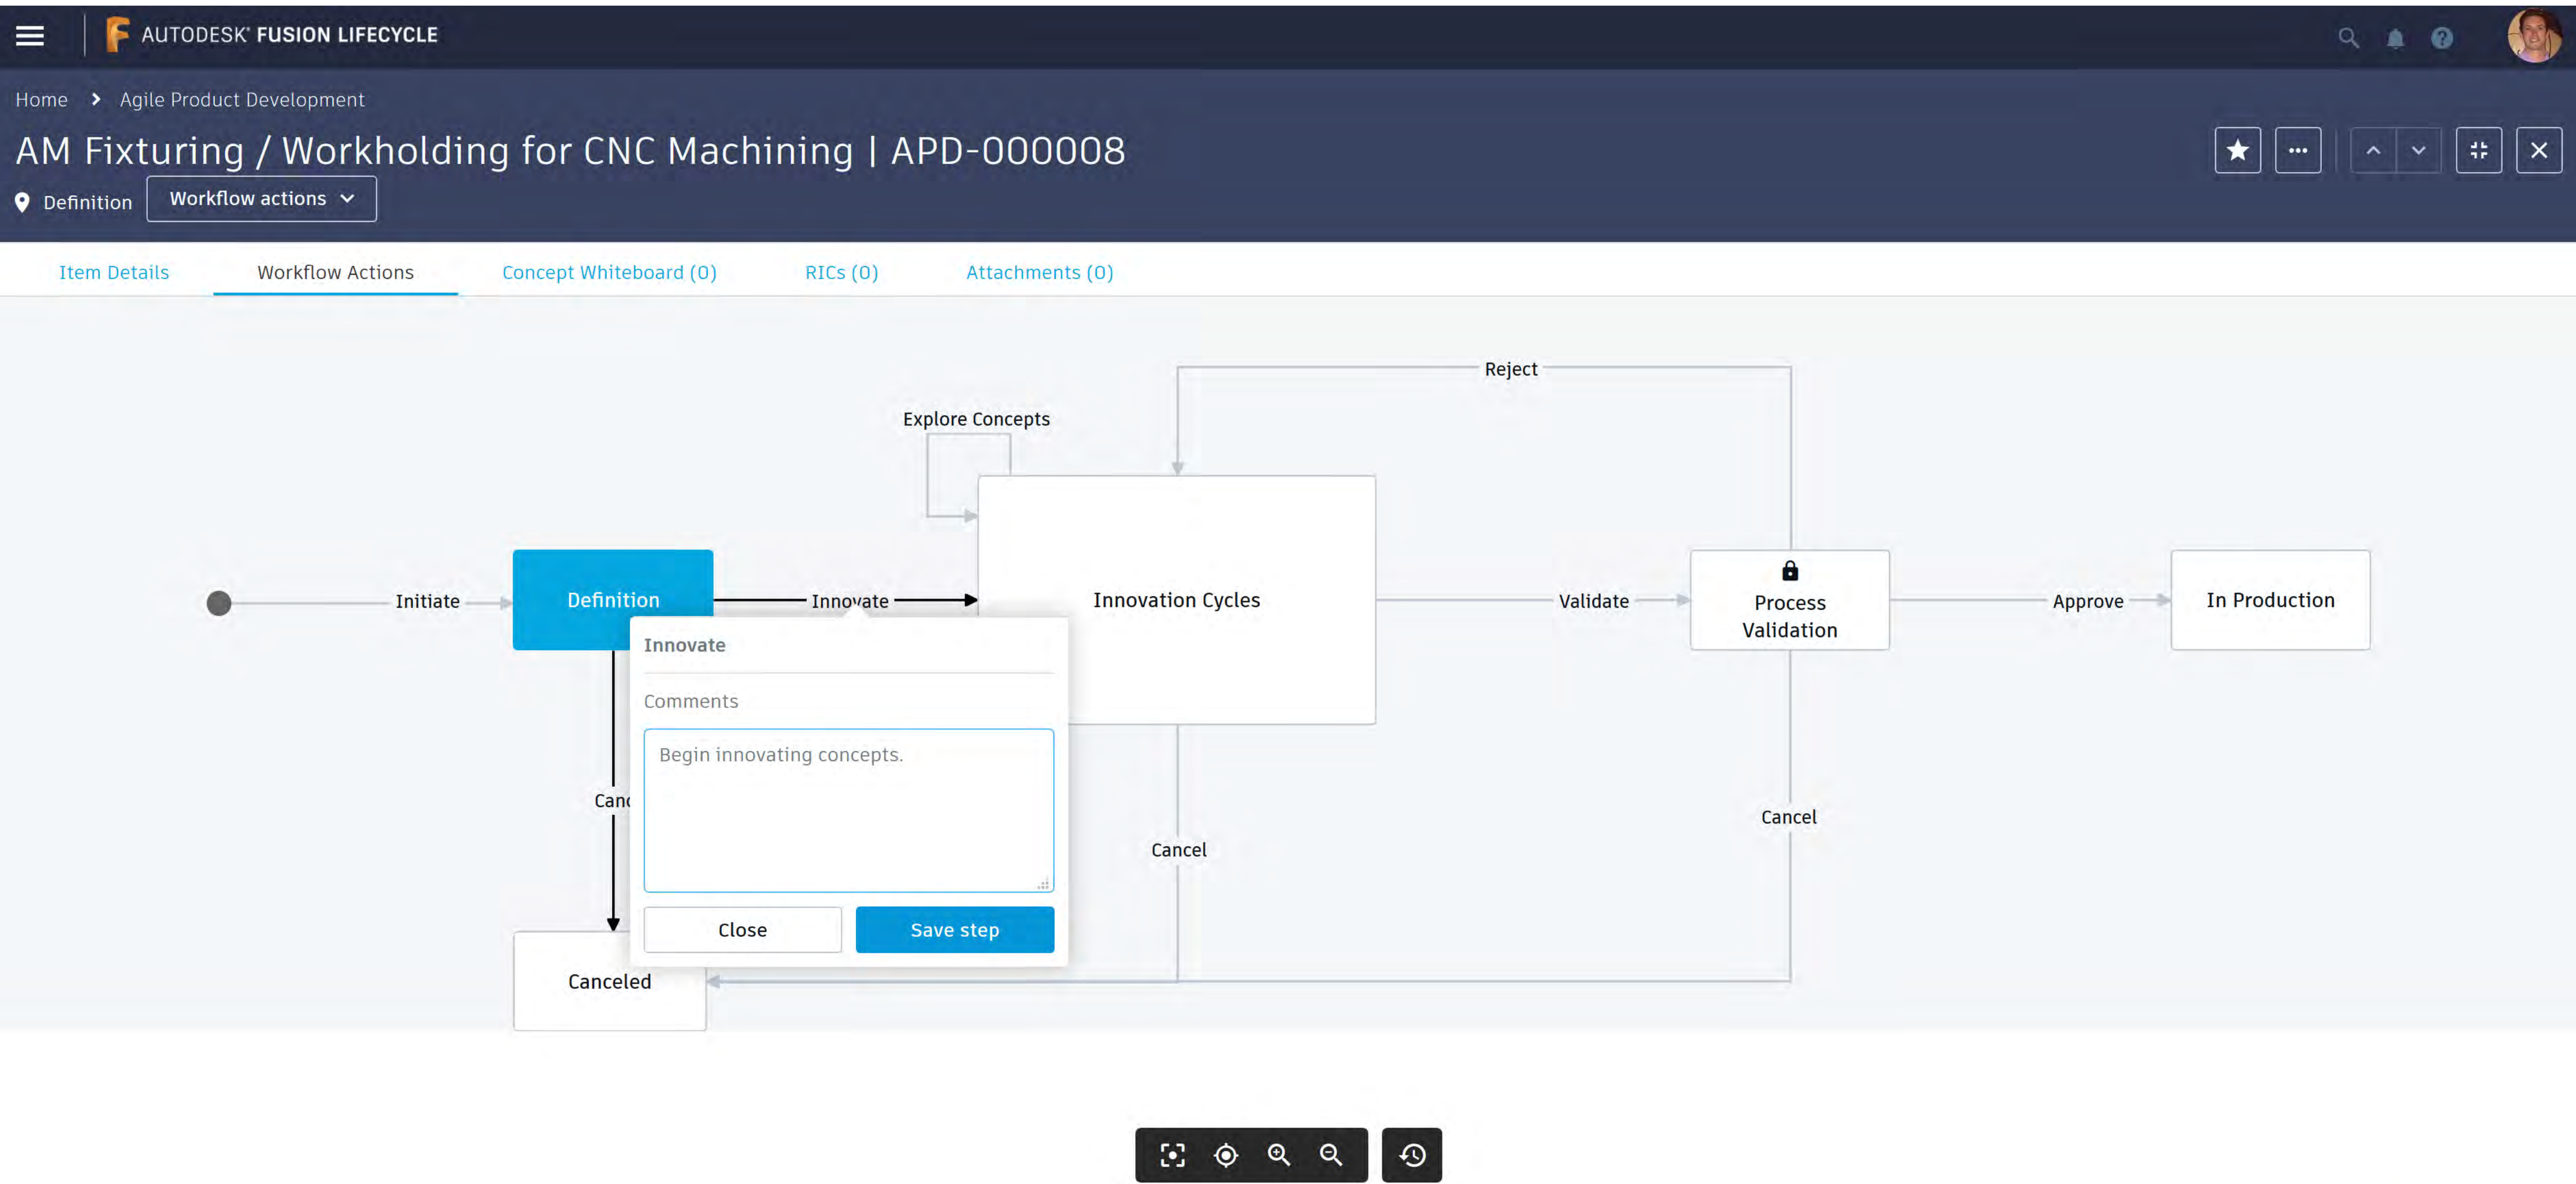 AUTODESK® FUSION LIFECYCLE
Home > Agile Product Development
AM Fixturing / Workholding for CNC Machining | APD-000008
Definition
Workflow actions
Item Details
Workflow Actions
Concept Whiteboard (0)
RICs (0)
Attachments (0)
Reject
Explore Concepts
Initiate
Definition
Innovate
Innovation Cycles
Validate
Process
Validation
Approve
In Production
Innovate
Comments
Begin innovating concepts.
Canc
Cancel
Cancel
Close
Save step
Canceled